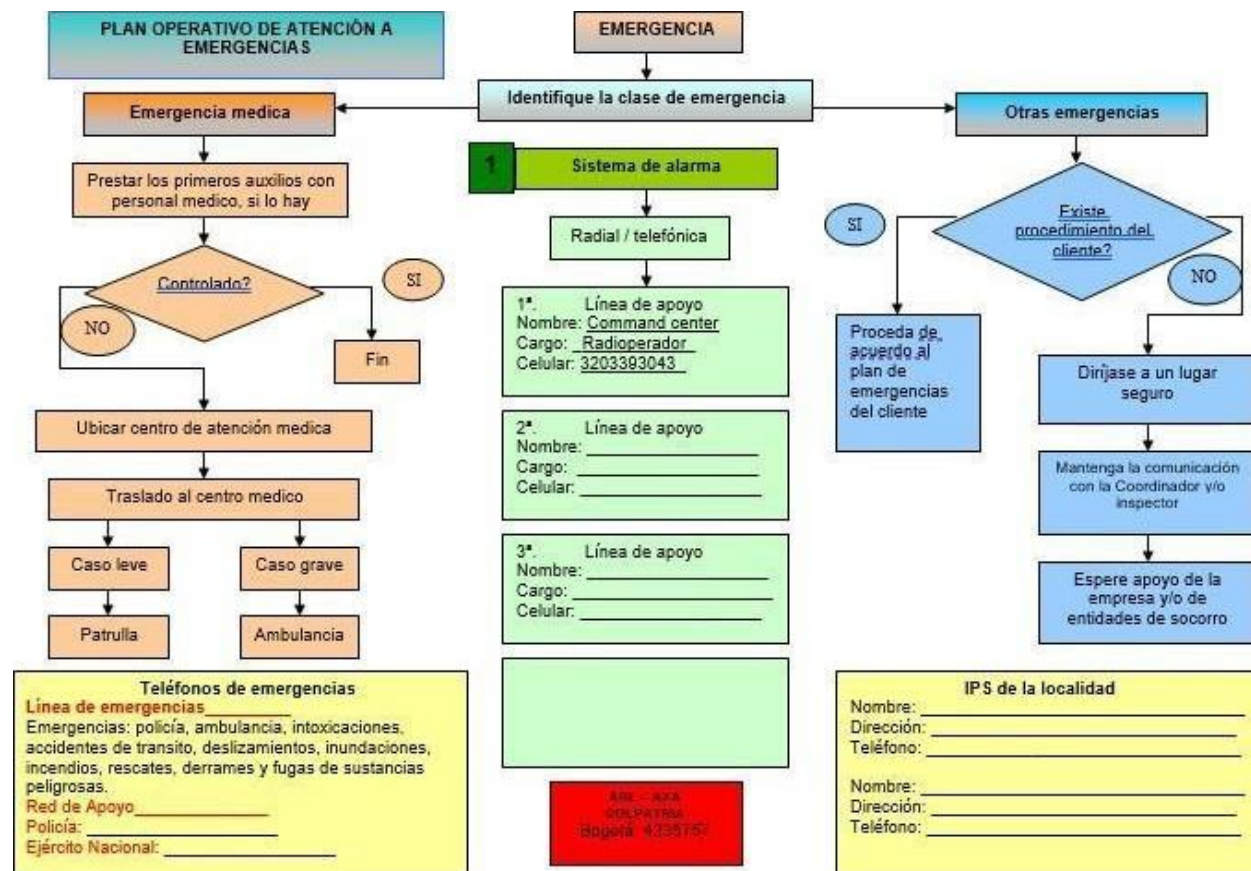 PLAN OPERATIVO DE ATENCIÓN A
EMERGENCIAS
EMERGENCIA
Identifique la clase de emergencia
Emergencia medica
Prestar los primeros auxilios con
personal medico, si lo hay
Controlado?
SI
NO
Fin
Ubicar centro de atención medica
Traslado al centro medico
Caso leve
Caso grave
Patrulla
Ambulancia
1
Sistema de alarma
Radial / telefónica
1ª. Línea de apoyo
Nombre: Command center
Cargo: Radioperador
Celular: 3203393043
2ª. Línea de apoyo
Nombre:
Cargo:
Celular:
3ª. Línea de apoyo
Nombre:
Cargo:
Celular:
Otras emergencias
Existe
procedimiento del
cliente?
SI
NO
Proceda de
acuerdo al
plan de
emergencias
del cliente
Diríjase a un lugar
seguro
Mantenga la comunicación
con la Coordinador y/o
inspector
Espere apoyo de la
empresa y/o de
entidades de socorro
Teléfonos de emergencias
Línea de emergencias
Emergencias: policía, ambulancia, intoxicaciones,
accidentes de transito, deslizamientos, inundaciones,
incendios, rescates, derrames y fugas de sustancias
peligrosas.
Red de Apoyo
Policía:
Ejército Nacional:
ARL – AXA
COLPATRIA
Bogotá:
IPS de la localidad
Nombre:
Dirección:
Teléfono:
Nombre:
Dirección:
Teléfono: